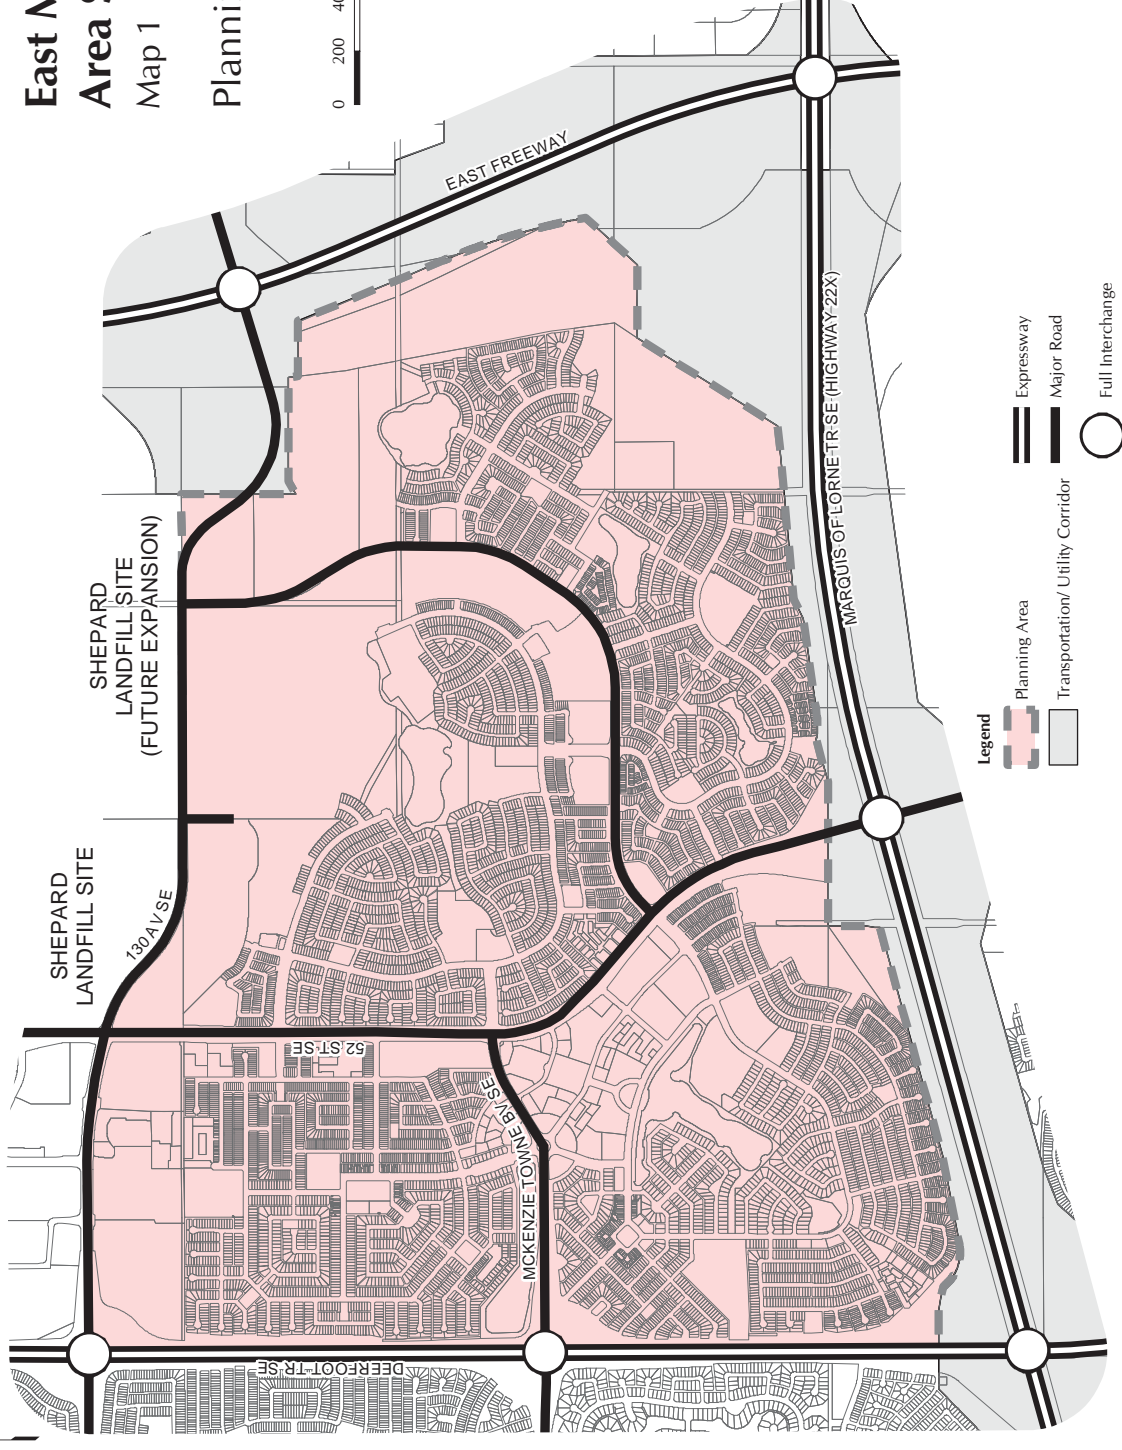 East M
Area S
Map 1
Planni
0 200 40
EAST FREEWAY
SHEPARD
LANDFILL SITE
(FUTURE EXPANSION)
SHEPARD
LANDFILL SITE
130 AV SE
52 ST SE
MCKENZIE TOWNE BV SE
DEERFOOT TR SE
MARQUIS OF LORNE TR SE (HIGHWAY 22X)
Legend
Planning Area
Transportation/ Utility Corridor
Expressway
Major Road
Full Interchange